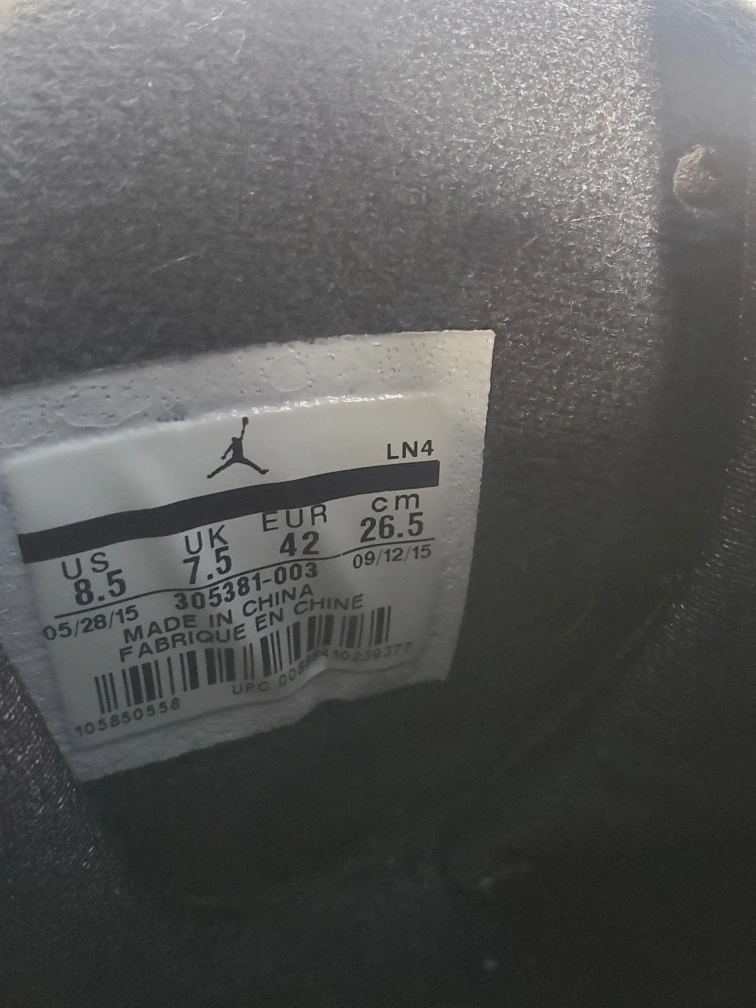 LN4
US UK EUR cm
8.5 7.5 42 26.5
05/28/15 305381-003 09/12/15
MADE IN CHINA
FABRIQUE EN CHINE
UPC
105850558